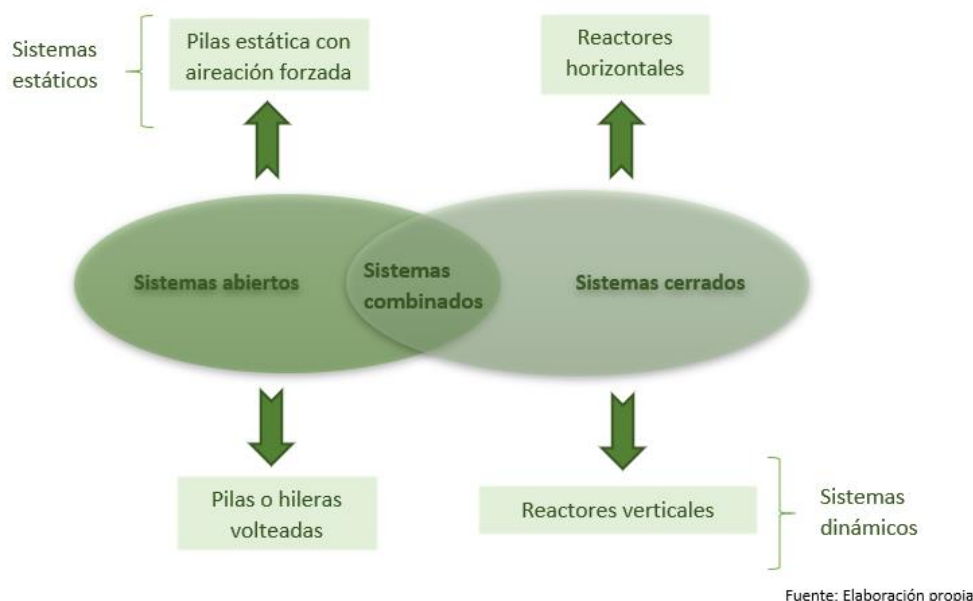 Sistemas
estáticos
Pilas estática con
aireación forzada
Reactores
horizontales
Sistemas abiertos
Sistemas
combinados
Sistemas cerrados
Pilas o hileras
volteadas
Reactores verticales
Sistemas
dinámicos
Fuente: Elaboración propia